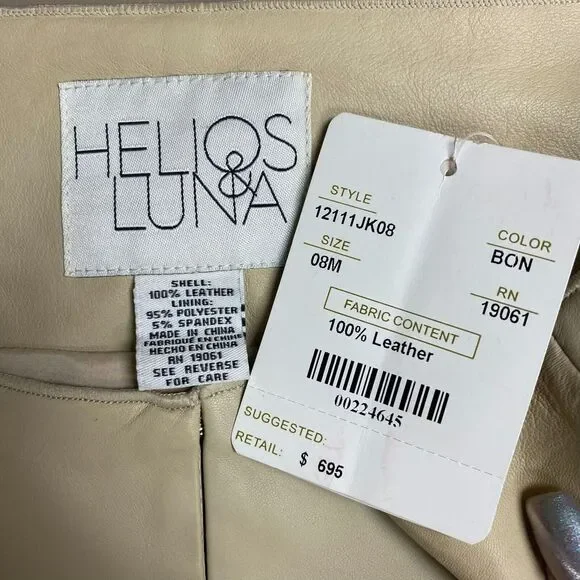 HELIOS
&
LUNA
SHELL:
100% LEATHER
LINING:
95% POLYESTER
5% SPANDEX
MADE IN CHINA
FABRIQUÉ EN CHINE
HECHO EN CHINA
RN 19061
SEE REVERSE
FOR CARE
STYLE
12111JK08
SIZE
08M
COLOR
BON
RN
19061
FABRIC CONTENT
100% Leather
00224645
SUGGESTED:
RETAIL: $ 695